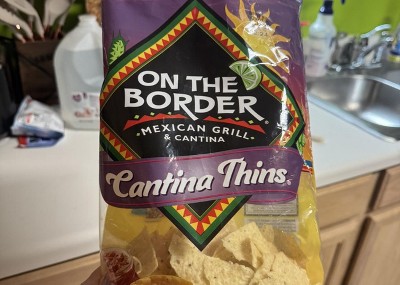 ON THE
BORDER®
MEXICAN GRILL
& CANTINA
Cantina Thins®